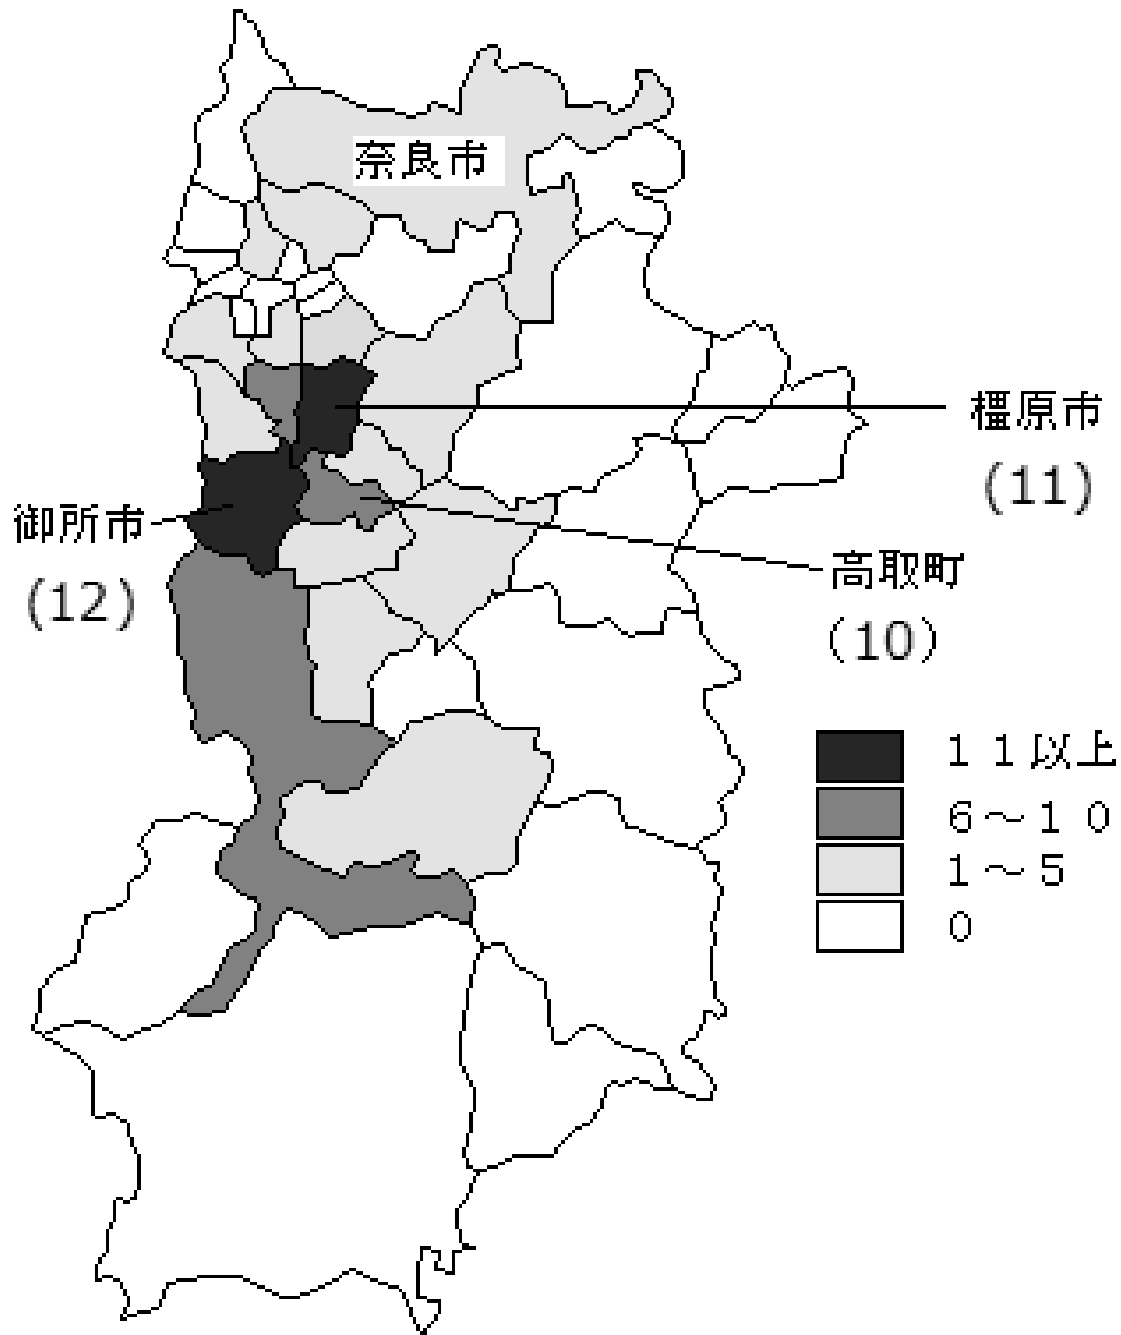 奈良市
橿原市
(11)
御所市
(12)
高取町
（10）
１１以上
６～１０
１～５
０